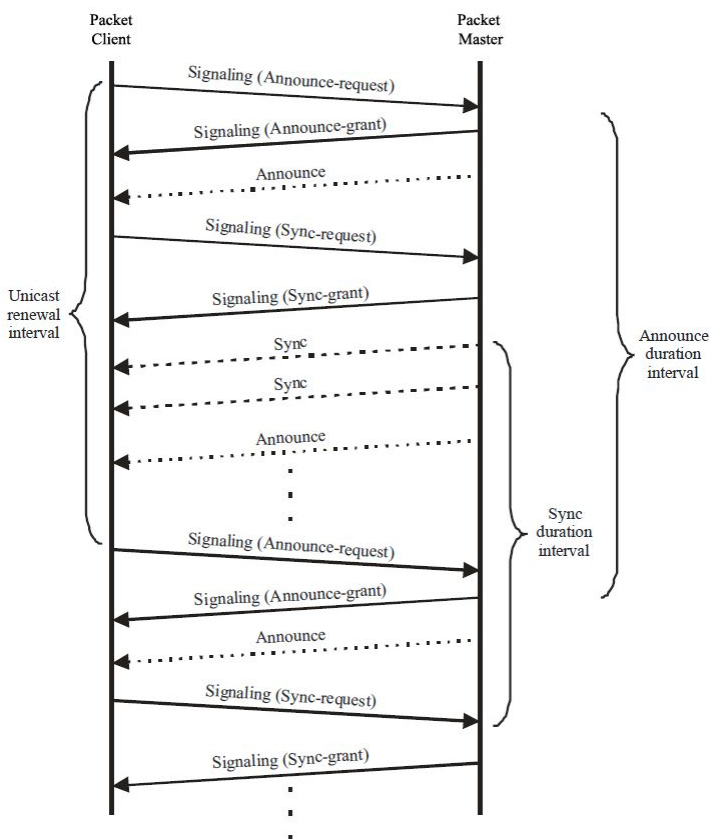 Packet
Client
Packet
Master
Signaling (Announce-request)
Signaling (Announce-grant)
Announce
Signaling (Sync-request)
Signaling (Sync-grant)
Unicast
renewal
interval
Sync
Announce
duration
interval
Sync
Announce
Sync
duration
interval
Signaling (Announce-request)
Signaling (Announce-grant)
Announce
Signaling (Sync-request)
Signaling (Sync-grant)